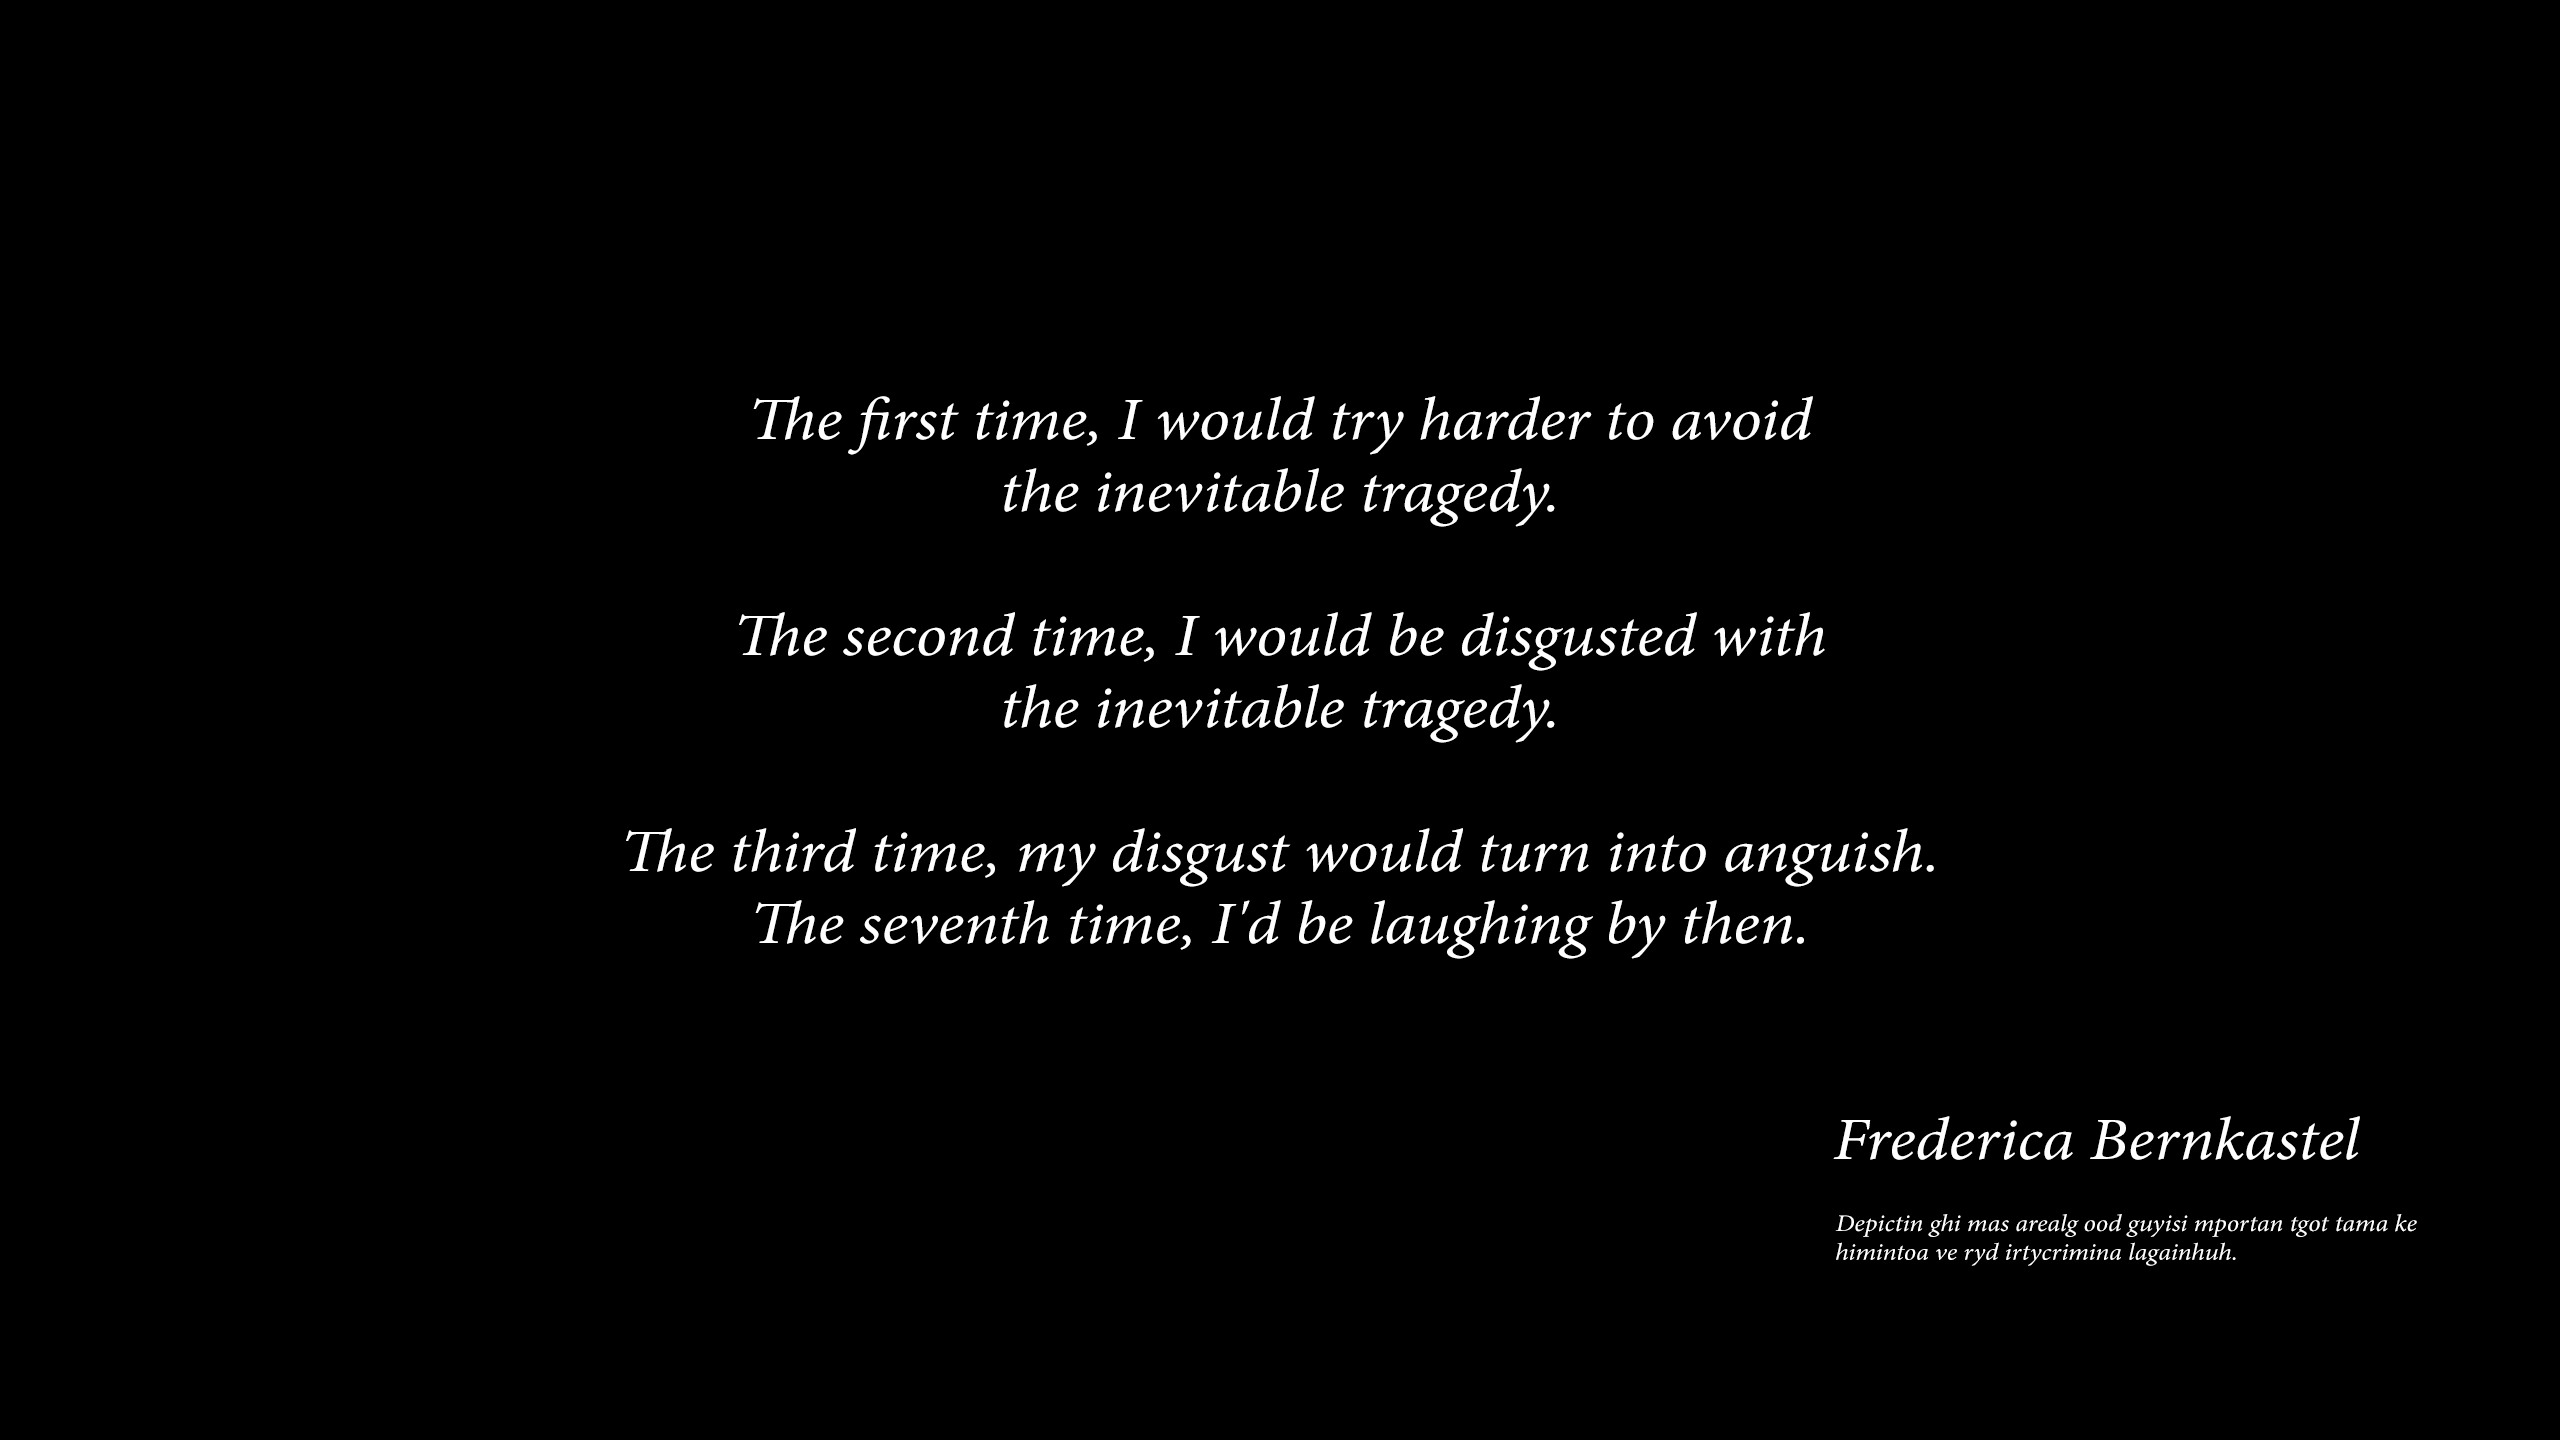 The first time, I would try harder to avoid
the inevitable tragedy.
The second time, I would be disgusted with
the inevitable tragedy.
The third time, my disgust would turn into anguish.
The seventh time, I'd be laughing by then.
Frederica Bernkastel
Depictin ghi mas arealg ood guyisi mportan tgot tama ke
himintoa ve ryd irtycrimina lagainhuh.